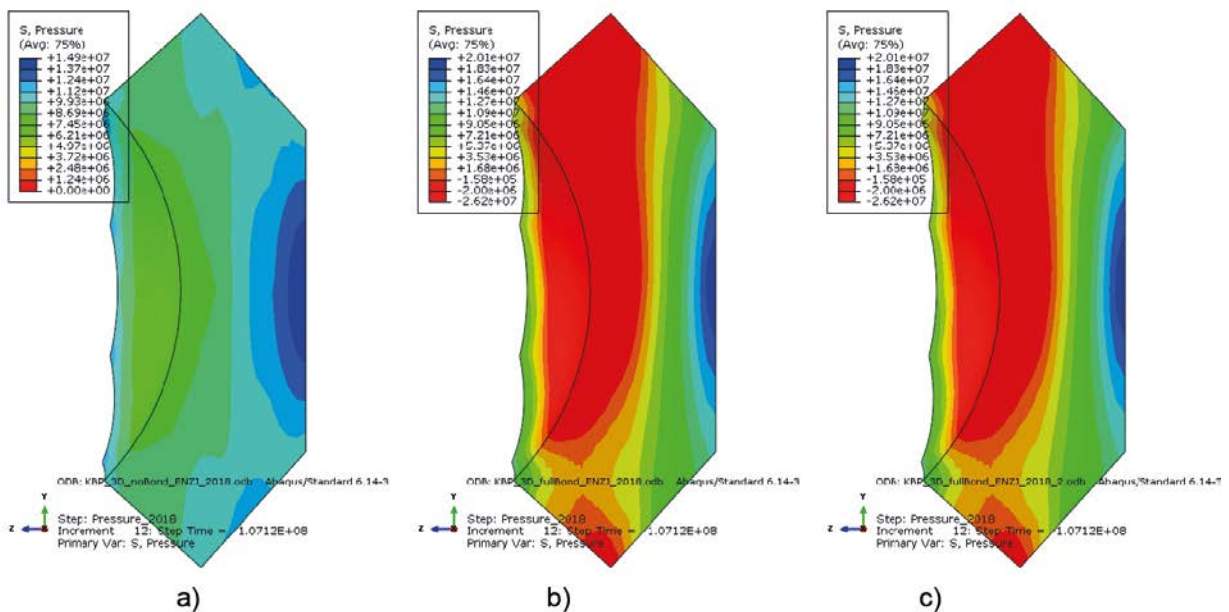 S, Pressure
(Avg: 75%)
+1.49e+07
+1.37e+07
+1.24e+07
+1.12e+07
+9.93e+06
+8.69e+06
+7.45e+06
+6.21e+06
+4.97e+06
+3.72e+06
+2.48e+06
+1.24e+06
+0.00e+00
ODB: KBP_3D_noBond_ENZ1_2018.odb Abaqus/Standard 6.14-3
Y
Z
Step: Pressure_2018
Increment 12: Step Time = 1.0712E+08
Primary Var: S, Pressure
a)
S, Pressure
(Avg: 75%)
+2.01e+07
+1.83e+07
+1.64e+07
+1.46e+07
+1.27e+07
+1.09e+07
+9.05e+06
+7.21e+06
+5.37e+06
+3.53e+06
+1.68e+06
-1.58e+05
-2.00e+06
-2.62e+07
ODB: KBP_3D_fullBond_ENZ1_2018.odb Abaqus/Standard 6.14-3
Y
Z
Step: Pressure_2018
Increment 12: Step Time = 1.0712E+08
Primary Var: S, Pressure
b)
S, Pressure
(Avg: 75%)
+2.01e+07
+1.83e+07
+1.64e+07
+1.46e+07
+1.27e+07
+1.09e+07
+9.05e+06
+7.21e+06
+5.37e+06
+3.53e+06
+1.68e+06
-1.58e+05
-2.00e+06
-2.62e+07
ODB: KBP_3D_fullBond_ENZ1_2018_2.odb Abaqus/Standard 6.14-3
Y
Z
Step: Pressure_2018
Increment 12: Step Time = 1.0712E+08
Primary Var: S, Pressure
c)